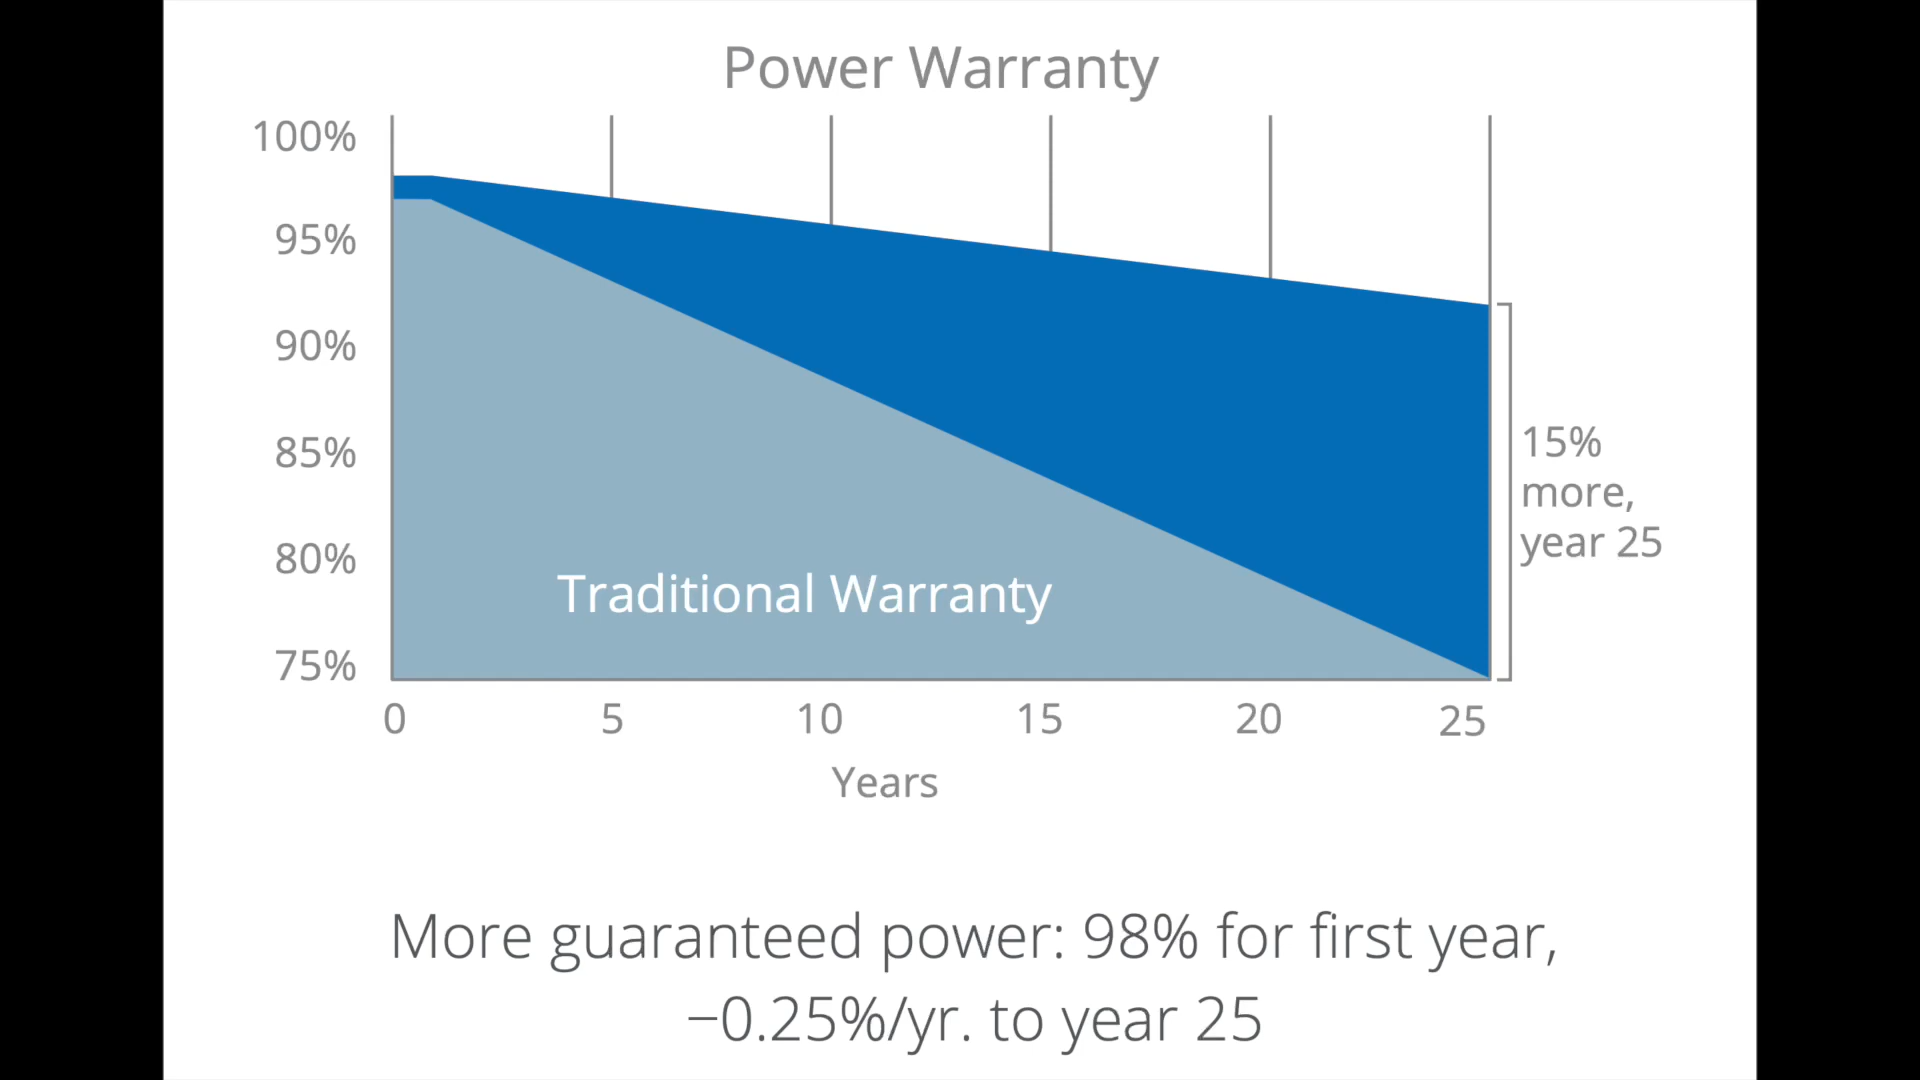 Power Warranty
100%
95%
90%
85%
80%
75%
Traditional Warranty
15%
more,
year 25
0 5 10 15 20 25
Years
More guaranteed power: 98% for first year,
−0.25%/yr. to year 25